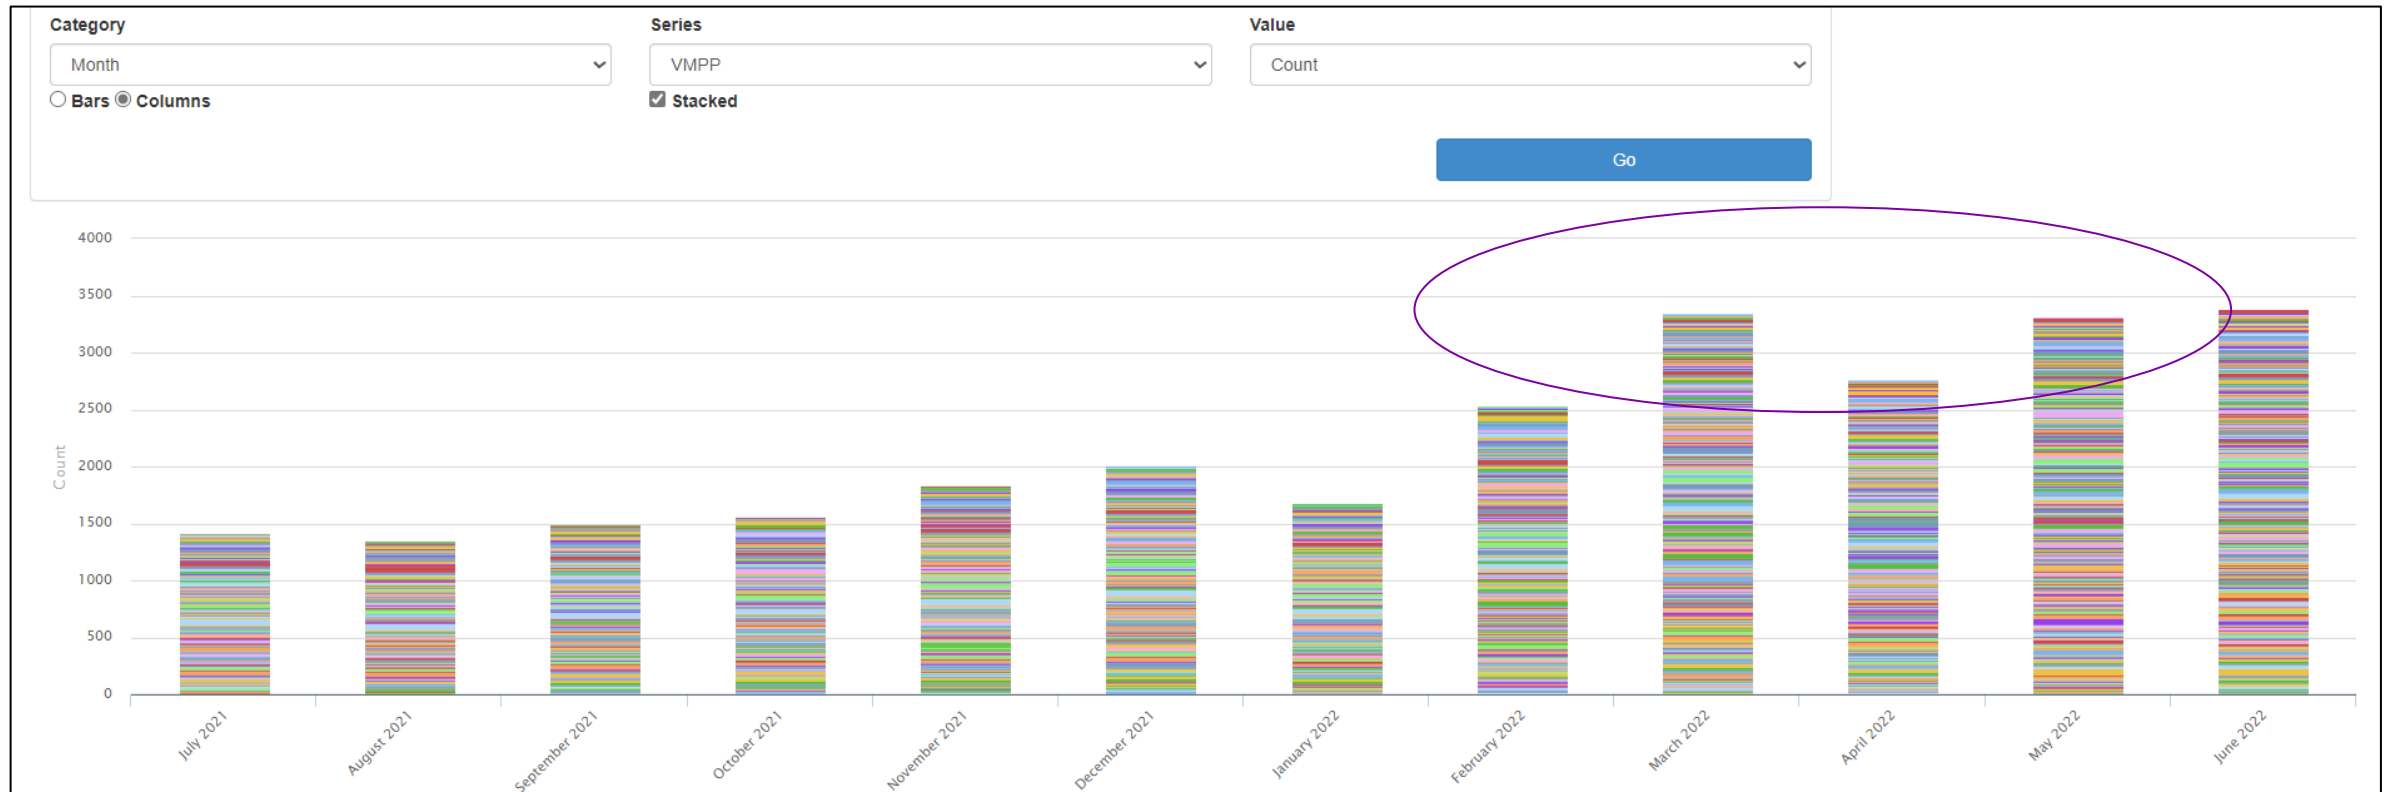 Category Series Value
Month VMPP Count
Bars Columns Stacked
Go
4000
3500
3000
2500
2000
1500
1000
500
0
Count
July 2021
August 2021
September 2021
October 2021
November 2021
December 2021
January 2022
February 2022
March 2022
April 2022
May 2022
June 2022